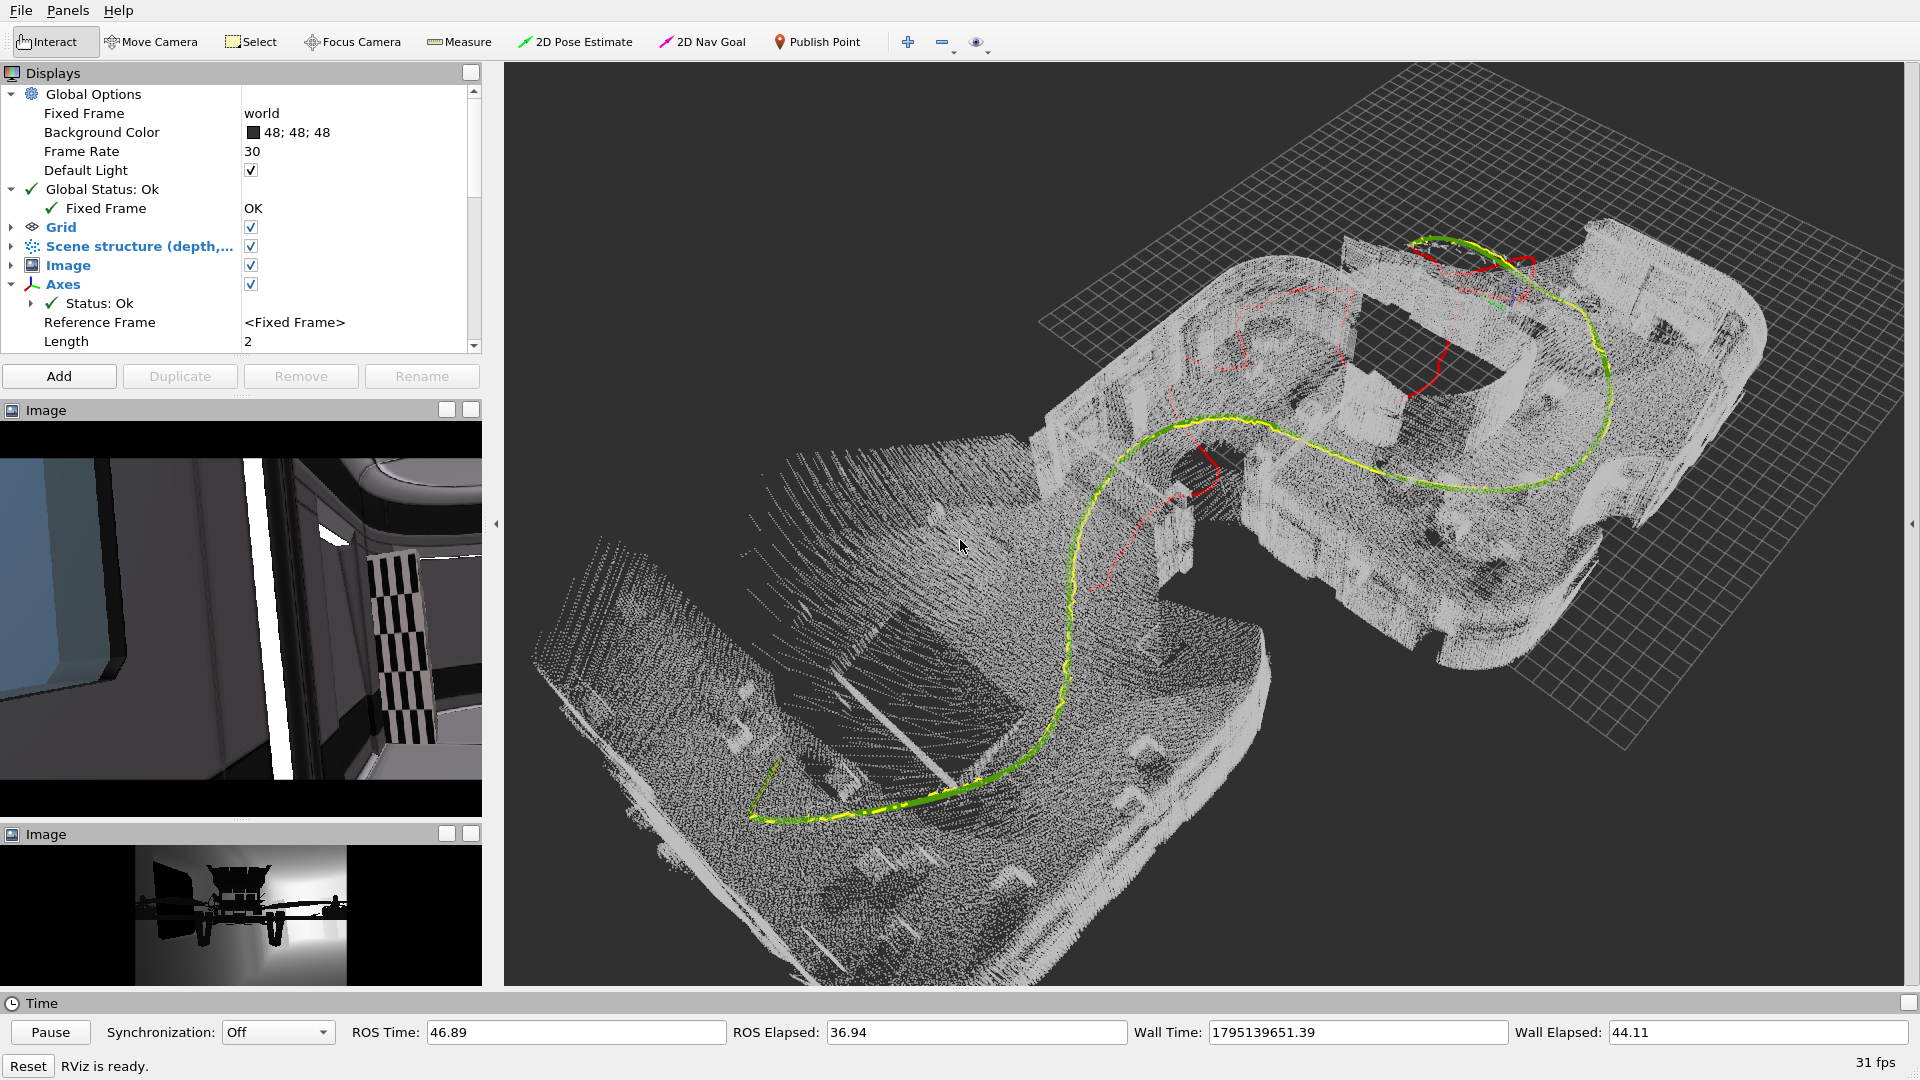 File Panels Help
Interact Move Camera Select Focus Camera Measure 2D Pose Estimate 2D Nav Goal Publish Point
Displays
Global Options
Fixed Frame world
Background Color 48; 48; 48
Frame Rate 30
Default Light
Global Status: Ok
Fixed Frame OK
Grid
Scene structure (depth,...
Image
Axes
Status: Ok
Reference Frame <Fixed Frame>
Length 2
Add Duplicate Remove Rename
Image
Image
Time
Pause Synchronization: Off ROS Time: 46.89 ROS Elapsed: 36.94 Wall Time: 1795139651.39 Wall Elapsed: 44.11
Reset RViz is ready. 31 fps